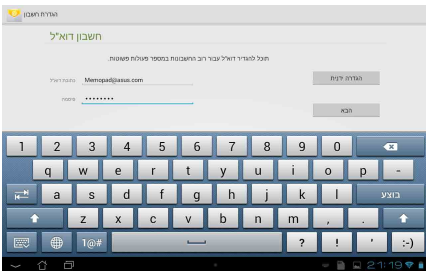 הגדרת חשבון
חשבון דוא"ל
תוכל להגדיר דוא"ל עבור רוב החשבונות במספר פעולות פשוטות.
כתובת דוא"ל
Memopad@asus.com
הגדרה ידנית
סיסמה
••••••••
הבא
1 2 3 4 5 6 7 8 9 0
q w e r t y u i o p -
a s d f g h j k l בוצע
z x c v b n m , .
1@# ? ! ' :-)
21:19